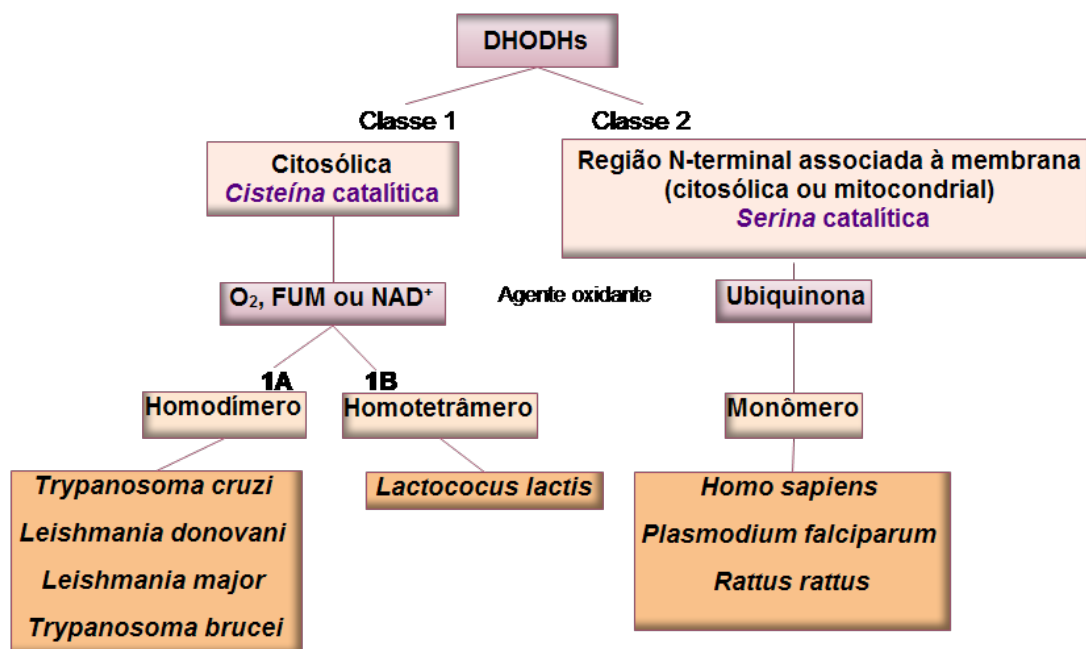 DHODHs
Classe 1
Classe 2
Citosólica
Cisteína catalítica
Região N-terminal associada à membrana
(citosólica ou mitocondrial)
Serina catalítica
O₂, FUM ou NAD⁺
Agente oxidante
Ubiquinona
1A
1B
Homodímero
Homotetrâmero
Monômero
Trypanosoma cruzi
Leishmania donovani
Leishmania major
Trypanosoma brucei
Lactococus lactis
Homo sapiens
Plasmodium falciparum
Rattus rattus